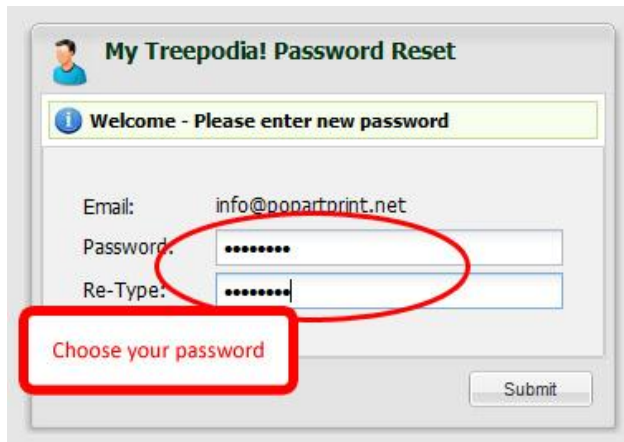 My Treepodia! Password Reset
Welcome - Please enter new password
Email: info@popartprint.net
Password: ••••••••
Re-Type: ••••••••
Choose your password
Submit